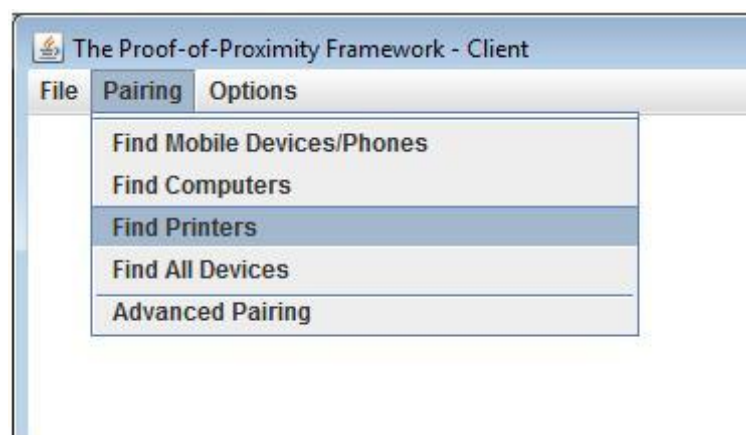 The Proof-of-Proximity Framework - Client
File Pairing Options
Find Mobile Devices/Phones
Find Computers
Find Printers
Find All Devices
Advanced Pairing